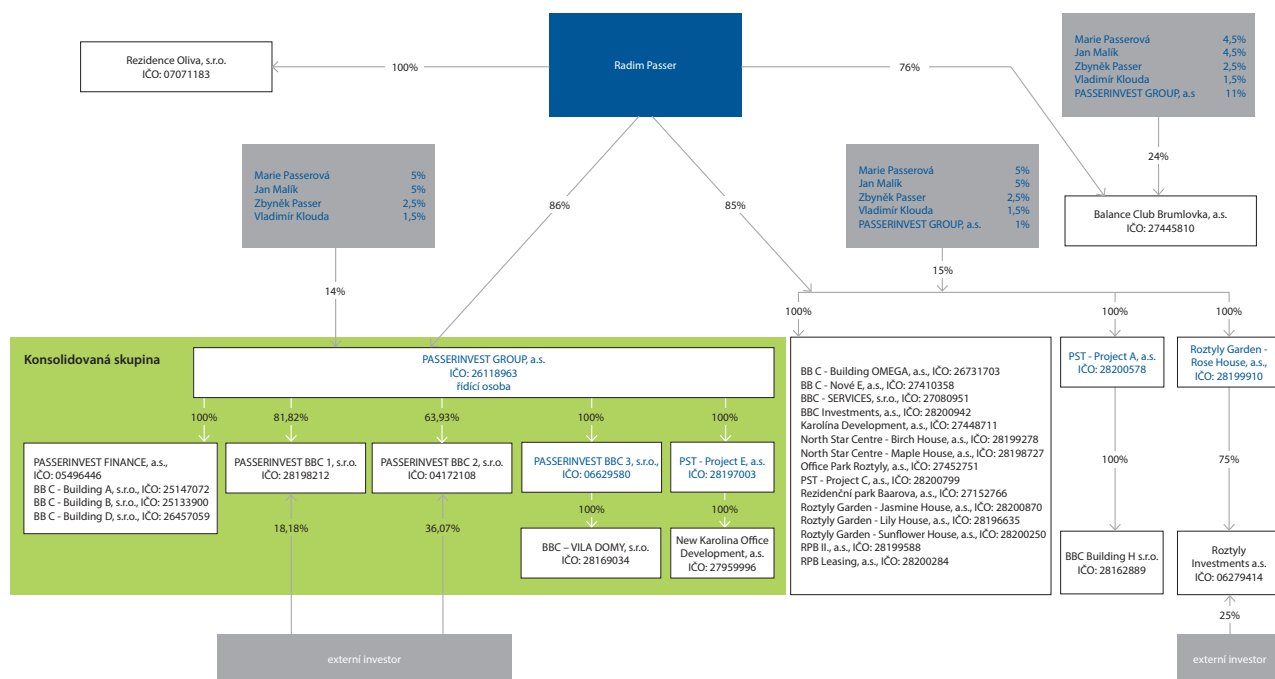 Rezidence Oliva, s.r.o.
IČO: 07071183
100%
Radim Passer
76%
Marie Passerová 4,5%
Jan Malík 4,5%
Zbyněk Passer 2,5%
Vladimír Klouda 1,5%
PASSERINVEST GROUP, a.s 11%
24%
Balance Club Brumlovka, a.s.
IČO: 27445810
Marie Passerová 5%
Jan Malík 5%
Zbyněk Passer 2,5%
Vladimír Klouda 1,5%
14%
86%
85%
Marie Passerová 5%
Jan Malík 5%
Zbyněk Passer 2,5%
Vladimír Klouda 1,5%
PASSERINVEST GROUP, a.s. 1%
15%
100%
100%
100%
Konsolidovaná skupina
PASSERINVEST GROUP, a.s.
IČO: 26118963
řídící osoba
100%
81,82%
63,93%
100%
100%
PASSERINVEST FINANCE, a.s.,
IČO: 05496446
BB C - Building A, s.r.o., IČO: 25147072
BB C - Building B, s.r.o., IČO: 25133900
BB C - Building D, s.r.o., IČO: 26457059
PASSERINVEST BBC 1, s.r.o.
IČO: 28198212
PASSERINVEST BBC 2, s.r.o.
IČO: 04172108
PASSERINVEST BBC 3, s.r.o.,
IČO: 06629580
PST - Project E, a.s.
IČO: 28197003
18,18%
36,07%
100%
100%
BBC – VILA DOMY, s.r.o.
IČO: 28169034
New Karolina Office
Development, a.s.
IČO: 27959996
externí investor
BB C - Building OMEGA, a.s., IČO: 26731703
BB C - Nové E, a.s., IČO: 27410358
BBC - SERVICES, s.r.o., IČO: 27080951
BBC Investments, a.s., IČO: 28200942
Karolína Development, a.s., IČO: 27448711
North Star Centre - Birch House, a.s., IČO: 28199278
North Star Centre - Maple House, a.s., IČO: 28198727
Office Park Roztyly, a.s., IČO: 27452751
PST - Project C, a.s., IČO: 28200799
Rezidenční park Baarova, a.s., IČO: 27152766
Roztyly Garden - Jasmine House, a.s., IČO: 28200870
Roztyly Garden - Lily House, a.s., IČO: 28196635
Roztyly Garden - Sunflower House, a.s., IČO: 28200250
RPB II., a.s., IČO: 28199588
RPB Leasing, a.s., IČO: 28200284
PST - Project A, a.s.
IČO: 28200578
100%
BBC Building H s.r.o.
IČO: 28162889
Roztyly Garden -
Rose House, a.s.,
IČO: 28199910
75%
Roztyly
Investments a.s.
IČO: 06279414
25%
externí investor